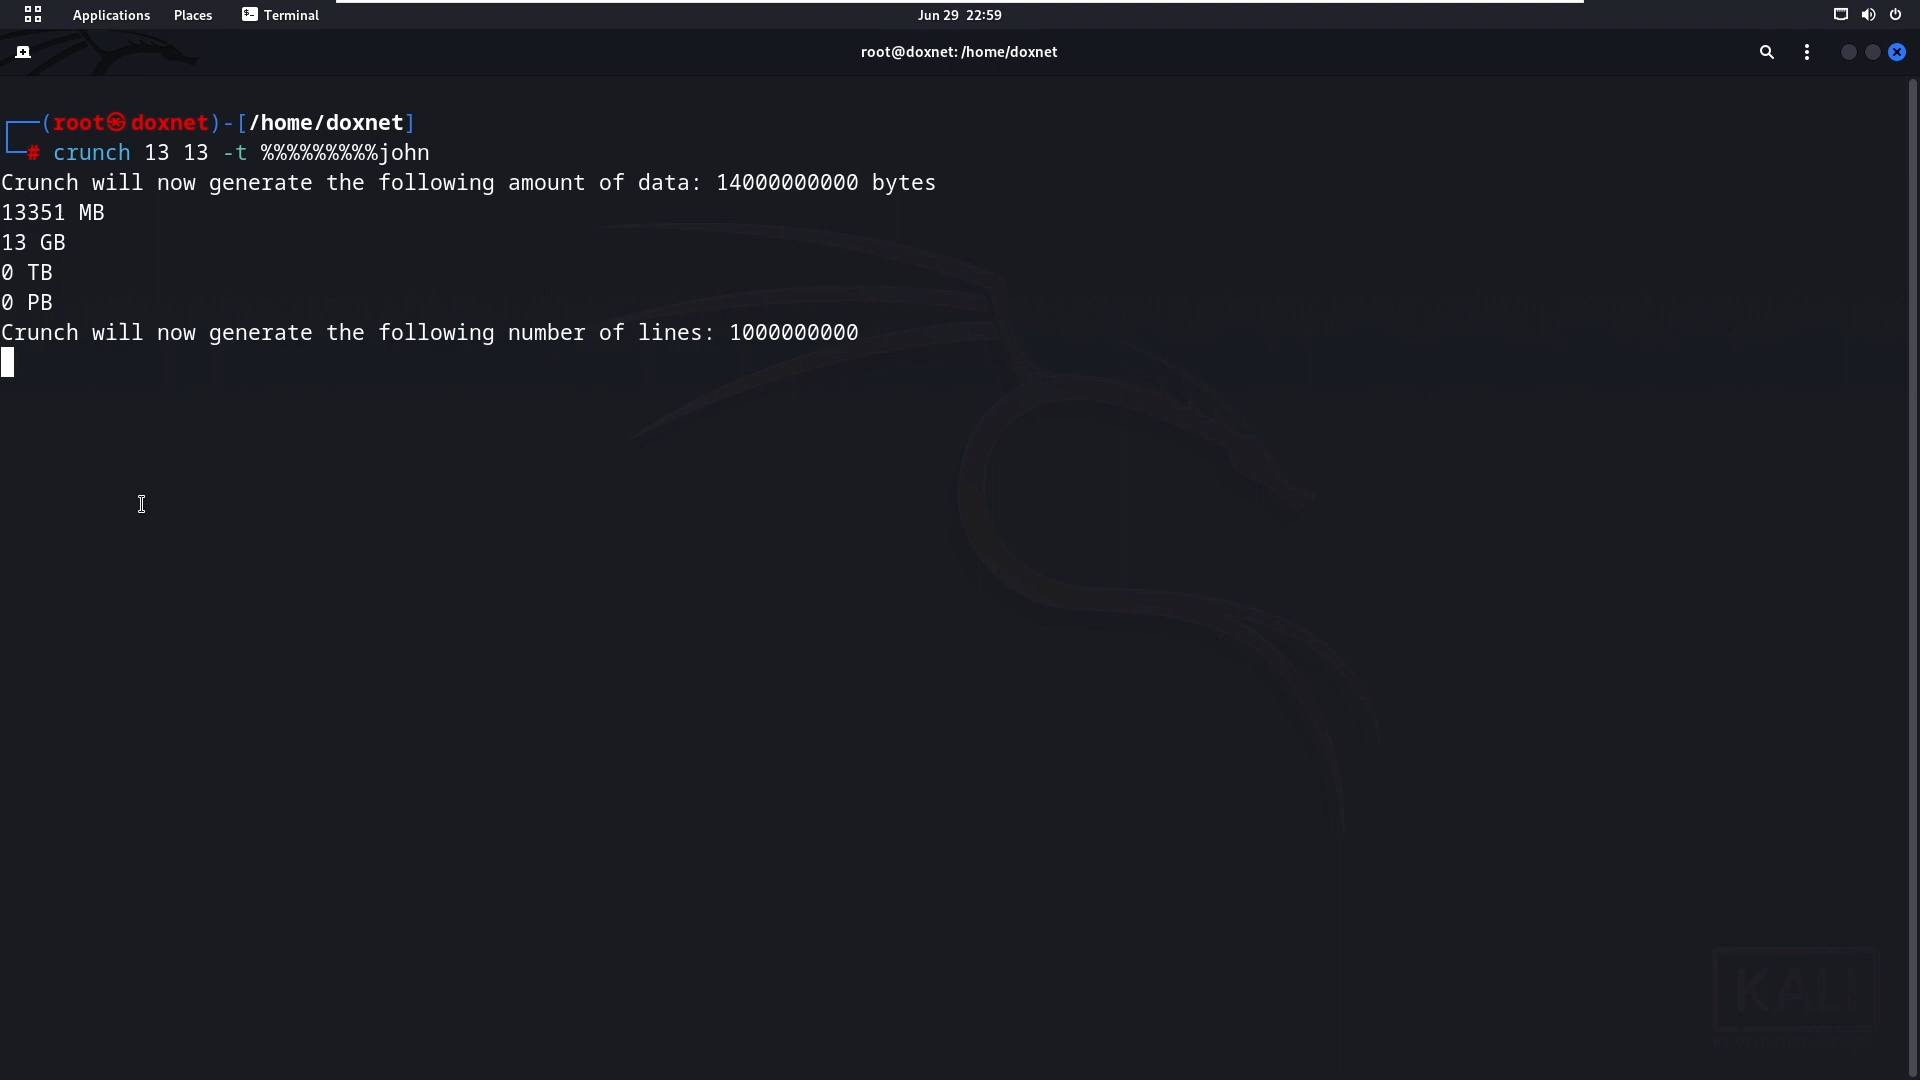 Applications Places Terminal Jun 29 22:59
root@doxnet: /home/doxnet
┌──(root㉿doxnet)-[/home/doxnet]
└─# crunch 13 13 -t %%%%%%%%%john
Crunch will now generate the following amount of data: 14000000000 bytes
13351 MB
13 GB
0 TB
0 PB
Crunch will now generate the following number of lines: 1000000000
KALI